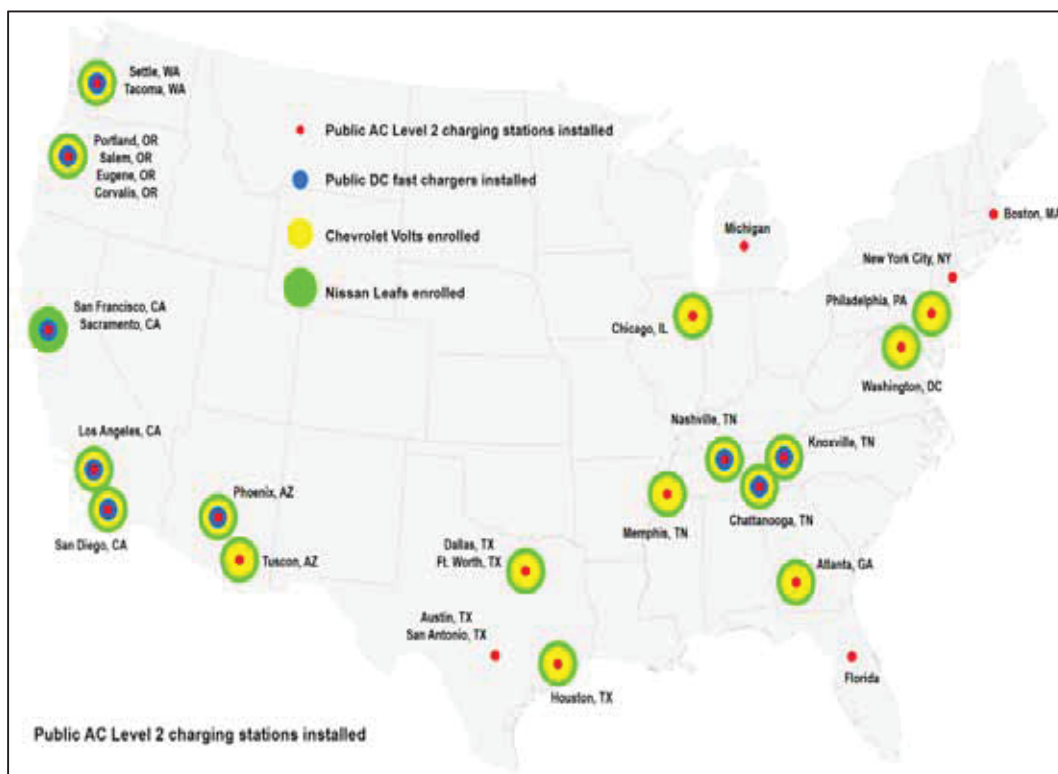 Settle, WA
Tacoma, WA
Portland, OR
Salem, OR
Eugene, OR
Corvalis, OR
Public AC Level 2 charging stations installed
Public DC fast chargers installed
Chevrolet Volts enrolled
Nissan Leafs enrolled
Michigan
Boston, MA
New York City, NY
Philadelphia, PA
San Francisco, CA
Sacramento, CA
Chicago, IL
Washington, DC
Los Angeles, CA
Nashville, TN
Knoxville, TN
Phoenix, AZ
Memphis, TN
Chattanooga, TN
San Diego, CA
Tuscon, AZ
Dallas, TX
Ft. Worth, TX
Atlanta, GA
Austin, TX
San Antonio, TX
Houston, TX
Florida
Public AC Level 2 charging stations installed